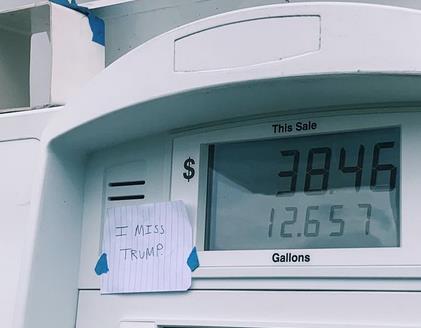 This Sale
$ 38.46
12.657
Gallons
I MISS
TRUMP.